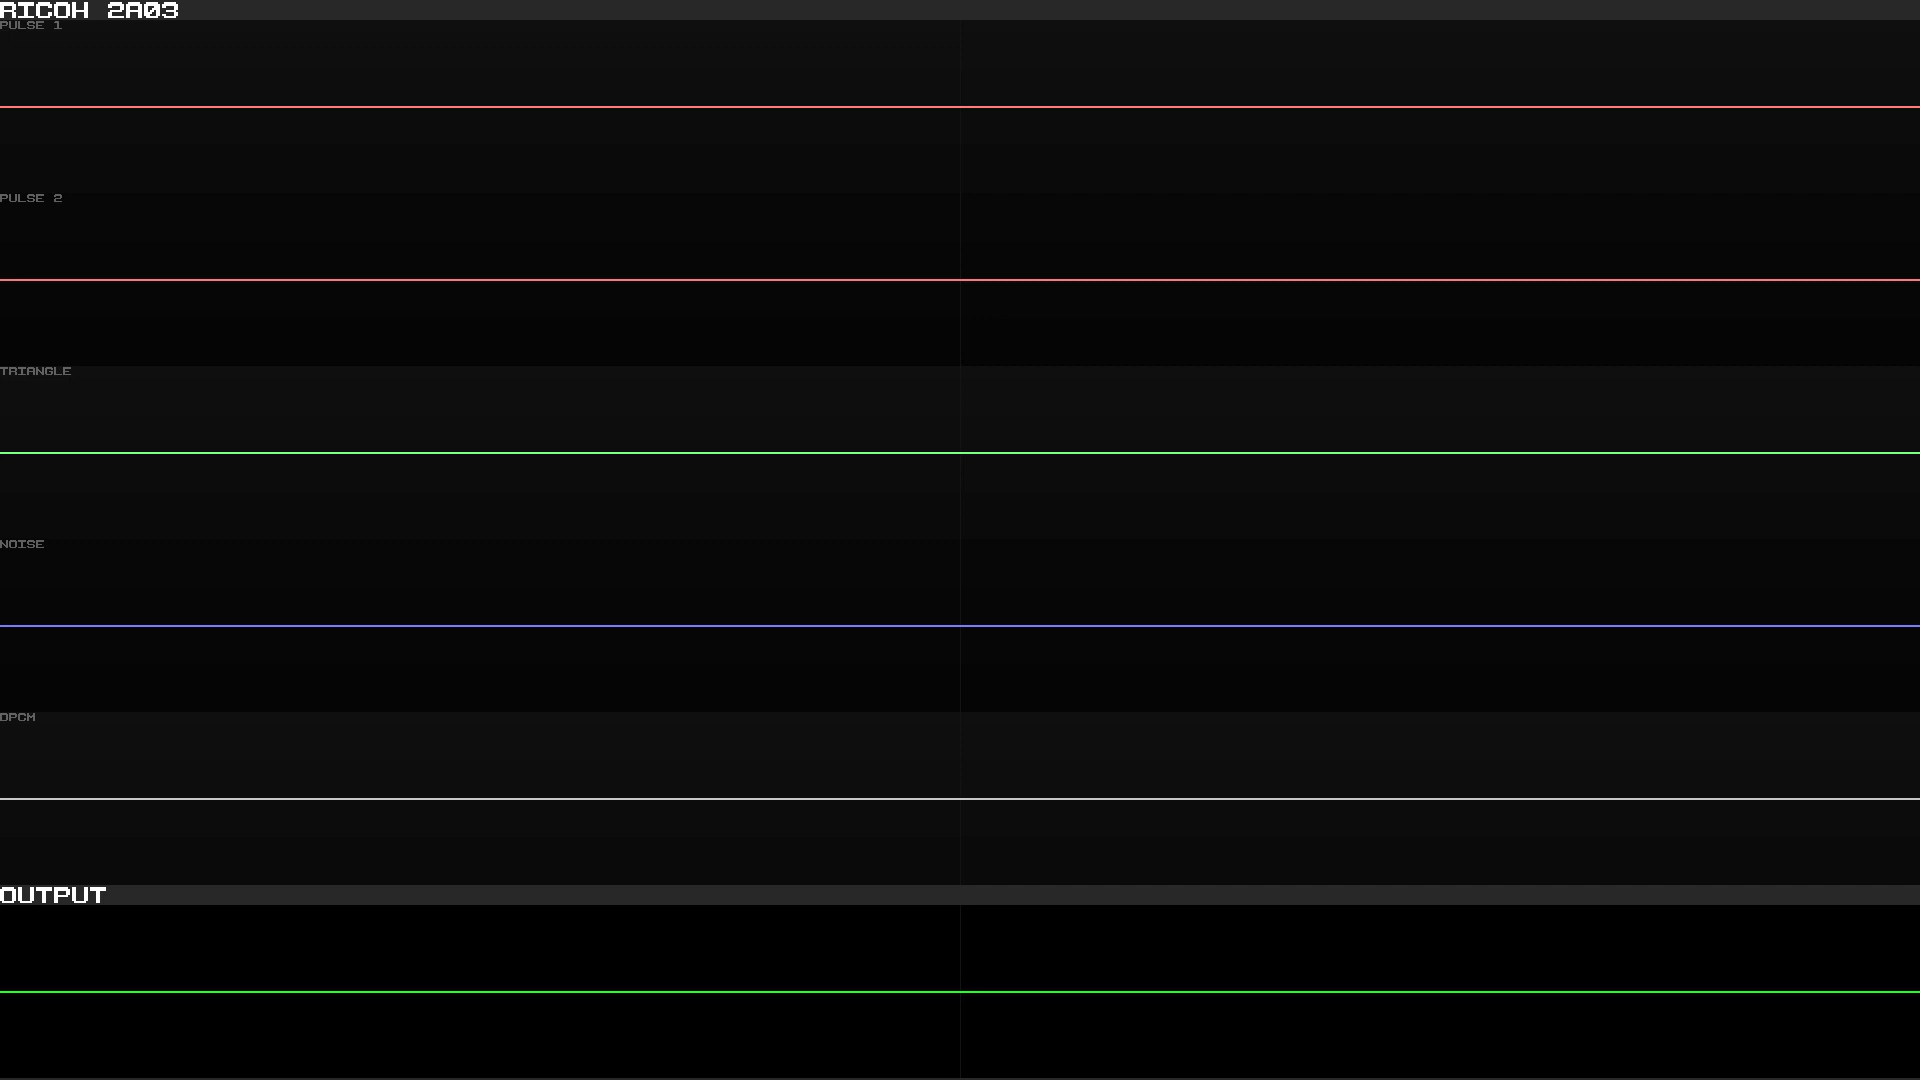 RICOH 2A03
PULSE 1
PULSE 2
TRIANGLE
NOISE
DPCM
OUTPUT